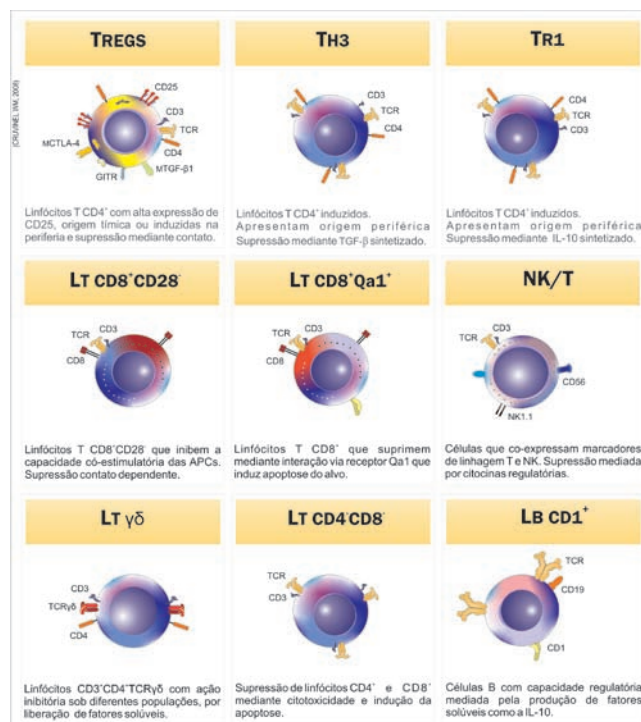 TREGS
TH3
TR1
(CRUVINEL WM, 2008)
CD25
CD3
TCR
CD4
MTGF-β1
GITR
MCTLA-4
CD3
TCR
CD4
CD4
TCR
CD3
Linfócitos T CD4⁺ com alta expressão de
CD25, origem tímica ou induzidas na
periferia e supressão mediante contato.
Linfócitos T CD4⁺ induzidos.
Apresentam origem periférica
Supressão mediante TGF-β sintetizado.
Linfócitos T CD4⁺ induzidos.
Apresentam origem periférica
Supressão mediante IL-10 sintetizado.
LT CD8⁺CD28⁻
LT CD8⁺Qa1⁺
NK/T
TCR
CD3
CD8
TCR
CD3
CD8
TCR
CD3
CD56
NK1.1
Linfócitos T CD8⁺CD28⁻ que inibem a
capacidade có-estimulatória das APCs.
Supressão contato dependente.
Linfócitos T CD8⁺ que suprimem
mediante interação via receptor Qa1 que
induz apoptose do alvo.
Células que co-expressam marcadores
de linhagem T e NK. Supressão mediada
por citocinas regulatórias.
LT γδ
LT CD4⁻CD8⁻
LB CD1⁺
CD3
TCRγδ
CD4
TCR
CD3
TCR
CD19
CD1
Linfócitos CD3⁺CD4⁺TCRγδ com ação
inibitória sob diferentes populações, por
liberação de fatores solúveis.
Supressão de linfócitos CD4⁺ e CD8⁺
mediante citotoxicidade e indução da
apoptose.
Células B com capacidade regulatória
mediada pela produção de fatores
solúveis como a IL-10.